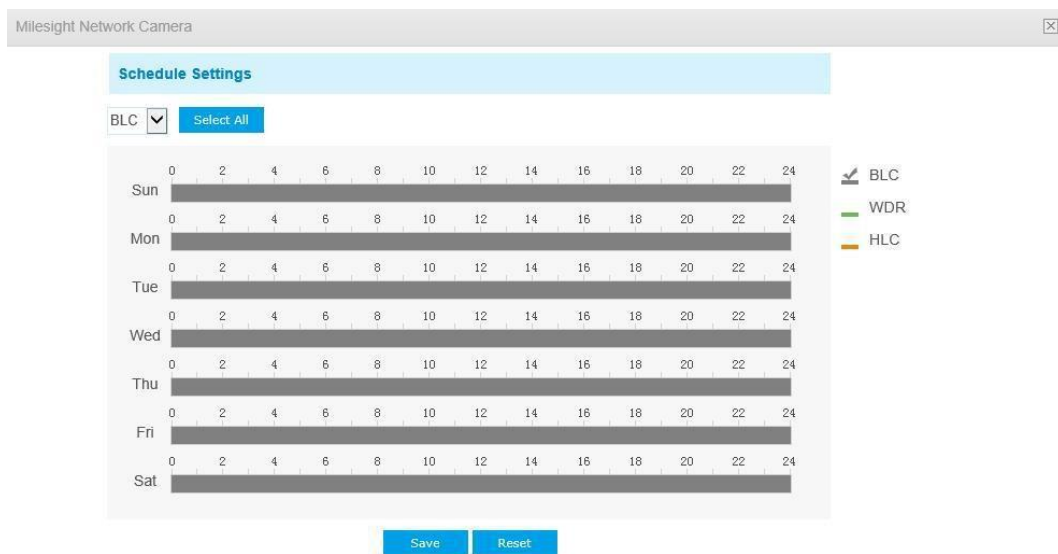 Milesight Network Camera
Schedule Settings
BLC Select All
0 2 4 6 8 10 12 14 16 18 20 22 24
Sun
0 2 4 6 8 10 12 14 16 18 20 22 24
Mon
0 2 4 6 8 10 12 14 16 18 20 22 24
Tue
0 2 4 6 8 10 12 14 16 18 20 22 24
Wed
0 2 4 6 8 10 12 14 16 18 20 22 24
Thu
0 2 4 6 8 10 12 14 16 18 20 22 24
Fri
0 2 4 6 8 10 12 14 16 18 20 22 24
Sat
BLC
WDR
HLC
Save Reset